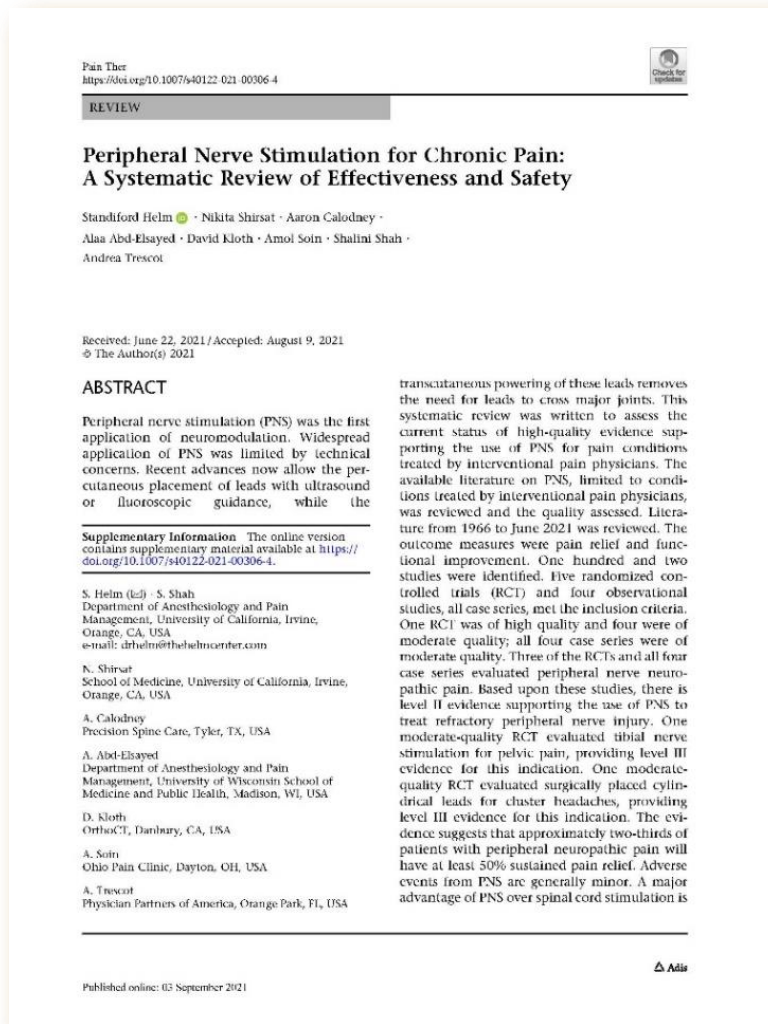 Pain Ther
https://doi.org/10.1007/s40122-021-00306-4
Check for
updates
REVIEW
Peripheral Nerve Stimulation for Chronic Pain:
A Systematic Review of Effectiveness and Safety
Standiford Helm · Nikita Shirsat · Aaron Calodney ·
Alaa Abd-Elsayed · David Kloth · Amol Soin · Shalini Shah ·
Andrea Trescot
Received: June 22, 2021 / Accepted: August 9, 2021
© The Author(s) 2021
ABSTRACT
Peripheral nerve stimulation (PNS) was the first
application of neuromodulation. Widespread
application of PNS was limited by technical
concerns. Recent advances now allow the per-
cutaneous placement of leads with ultrasound
or fluoroscopic guidance, while the
Supplementary Information The online version
contains supplementary material available at https://
doi.org/10.1007/s40122-021-00306-4.
S. Helm (✉) · S. Shah
Department of Anesthesiology and Pain
Management, University of California, Irvine,
Orange, CA, USA
e-mail: drhelm@thehelmcenter.com
N. Shirsat
School of Medicine, University of California, Irvine,
Orange, CA, USA
A. Calodney
Precision Spine Care, Tyler, TX, USA
A. Abd-Elsayed
Department of Anesthesiology and Pain
Management, University of Wisconsin School of
Medicine and Public Health, Madison, WI, USA
D. Kloth
OrthoCT, Danbury, CA, USA
A. Soin
Ohio Pain Clinic, Dayton, OH, USA
A. Trescot
Physician Partners of America, Orange Park, FL, USA
transcutaneous powering of these leads removes
the need for leads to cross major joints. This
systematic review was written to assess the
current status of high-quality evidence sup-
porting the use of PNS for pain conditions
treated by interventional pain physicians. The
available literature on PNS, limited to condi-
tions treated by interventional pain physicians,
was reviewed and the quality assessed. Litera-
ture from 1966 to June 2021 was reviewed. The
outcome measures were pain relief and func-
tional improvement. One hundred and two
studies were identified. Five randomized con-
trolled trials (RCT) and four observational
studies, all case series, met the inclusion criteria.
One RCT was of high quality and four were of
moderate quality; all four case series were of
moderate quality. Three of the RCTs and all four
case series evaluated peripheral nerve neuro-
pathic pain. Based upon these studies, there is
level II evidence supporting the use of PNS to
treat refractory peripheral nerve injury. One
moderate-quality RCT evaluated tibial nerve
stimulation for pelvic pain, providing level III
evidence for this indication. One moderate-
quality RCT evaluated surgically placed cylin-
drical leads for cluster headaches, providing
level III evidence for this indication. The evi-
dence suggests that approximately two-thirds of
patients with peripheral neuropathic pain will
have at least 50% sustained pain relief. Adverse
events from PNS are generally minor. A major
advantage of PNS over spinal cord stimulation is
Adis
Published online: 03 September 2021